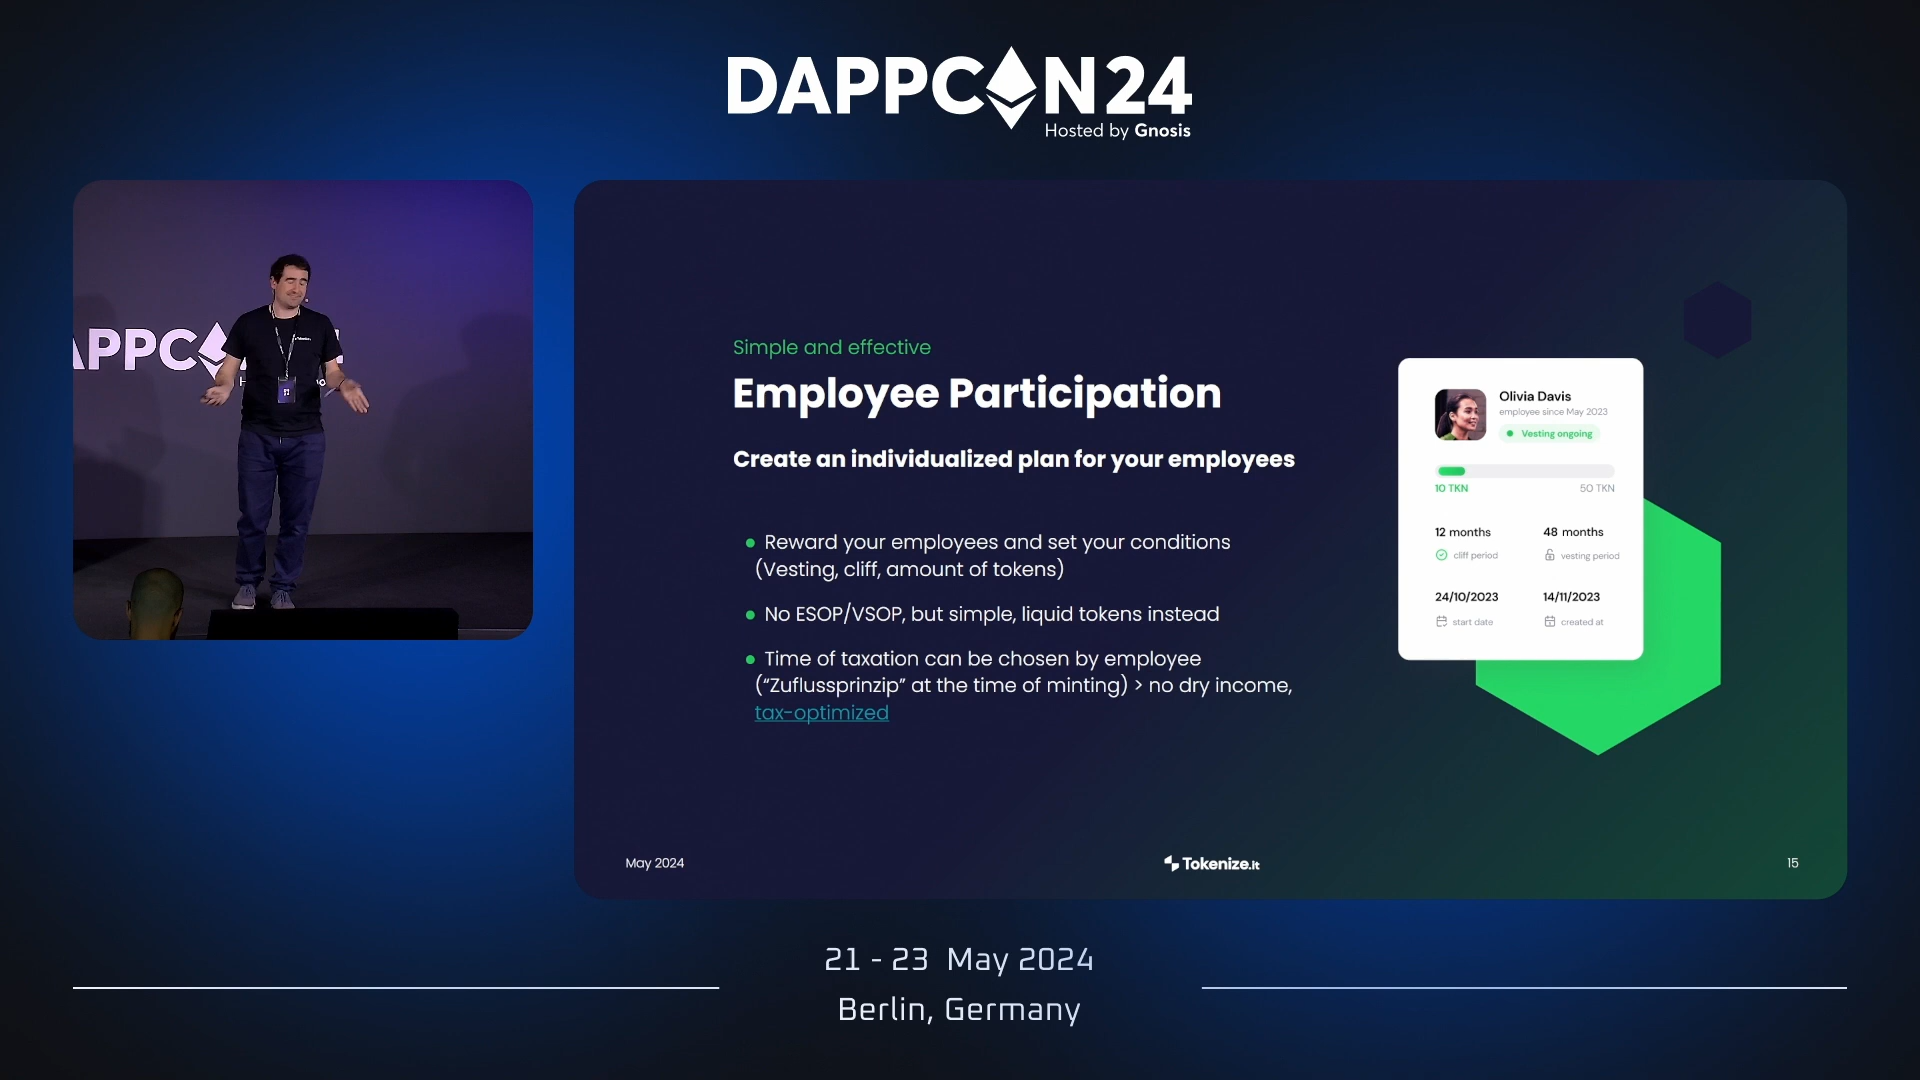 DAPPCON24
Hosted by Gnosis
APPC
Simple and effective
Employee Participation
Create an individualized plan for your employees
Reward your employees and set your conditions
(Vesting, cliff, amount of tokens)
No ESOP/VSOP, but simple, liquid tokens instead
Time of taxation can be chosen by employee
(“Zuflussprinzip” at the time of minting) > no dry income,
tax-optimized
Olivia Davis
employee since May 2023
Vesting ongoing
10 TKN
50 TKN
12 months
48 months
cliff period
vesting period
24/10/2023
14/11/2023
start date
created at
May 2024
Tokenize.it
15
21 - 23 May 2024
Berlin, Germany